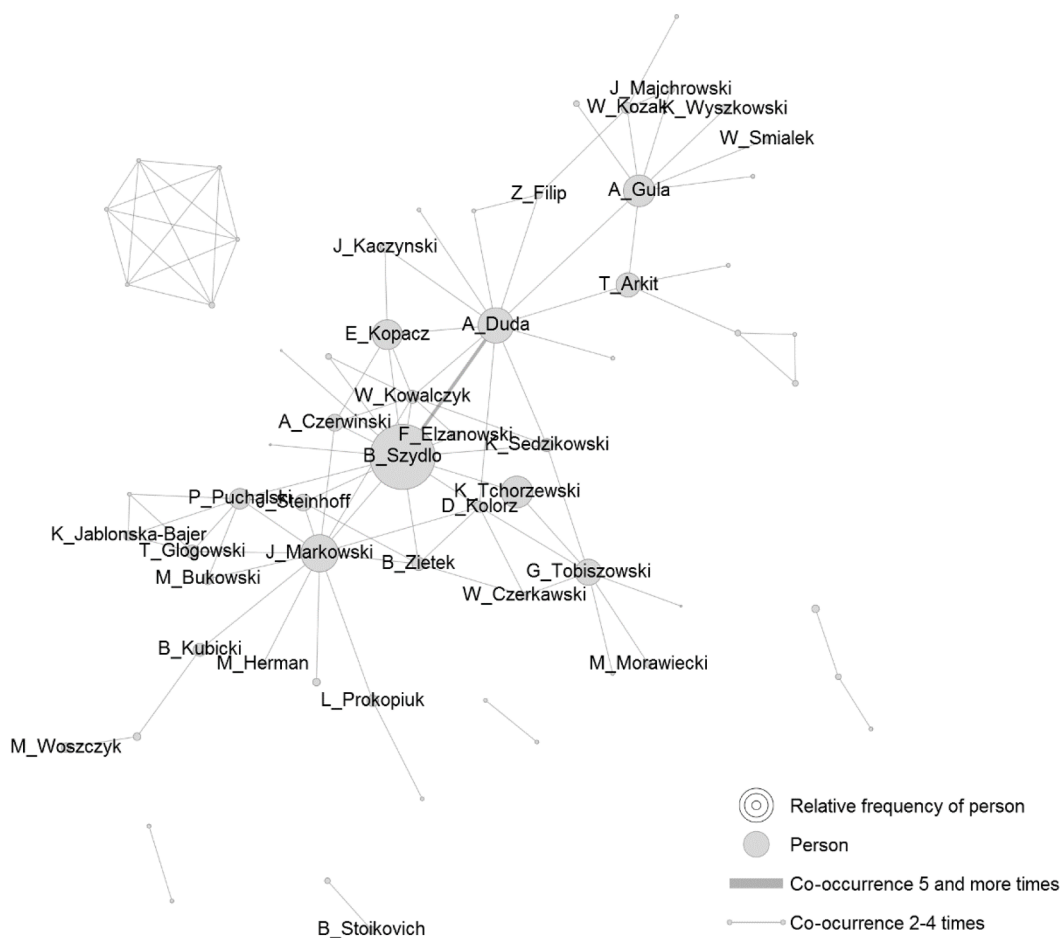 J_Majchrowski
W_Kozak
K_Wyszkowski
W_Smialek
A_Gula
Z_Filip
J_Kaczynski
T_Arkit
E_Kopacz
A_Duda
W_Kowalczyk
A_Czerwinski
F_Elzanowski
K_Sedzikowski
B_Szydlo
K_Tchorzewski
P_Puchalski
J_Steinhoff
D_Kolorz
K_Jablonska-Bajer
T_Glogowski
J_Markowski
B_Zietek
G_Tobiszowski
M_Bukowski
W_Czerkawski
B_Kubicki
M_Herman
M_Morawiecki
L_Prokopiuk
M_Woszczyk
B_Stoikovich
Relative frequency of person
Person
Co-occurrence 5 and more times
Co-ocurrence 2-4 times